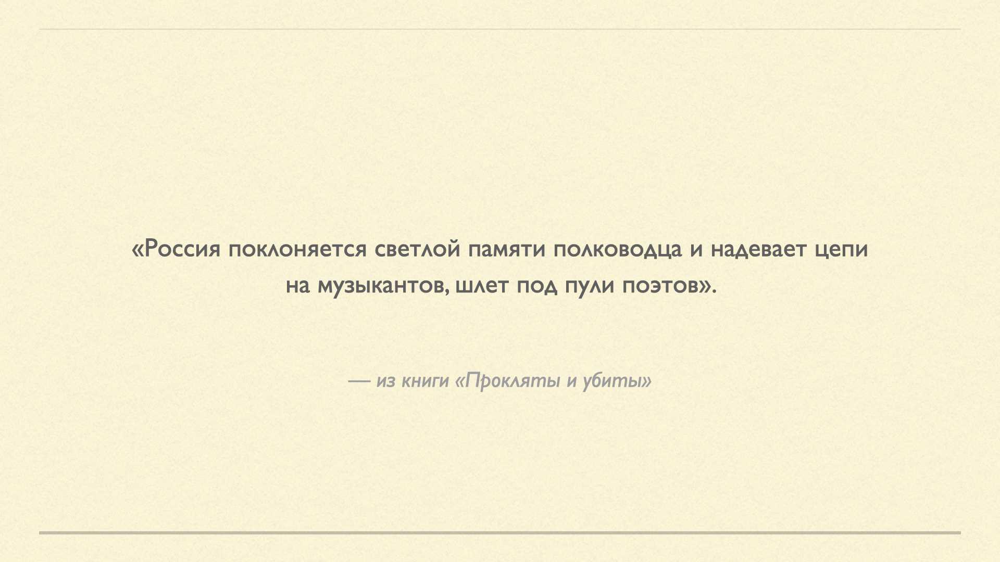 «Россия поклоняется светлой памяти полководца и надевает цепи
на музыкантов, шлет под пули поэтов».
— из книги «Прокляты и убиты»